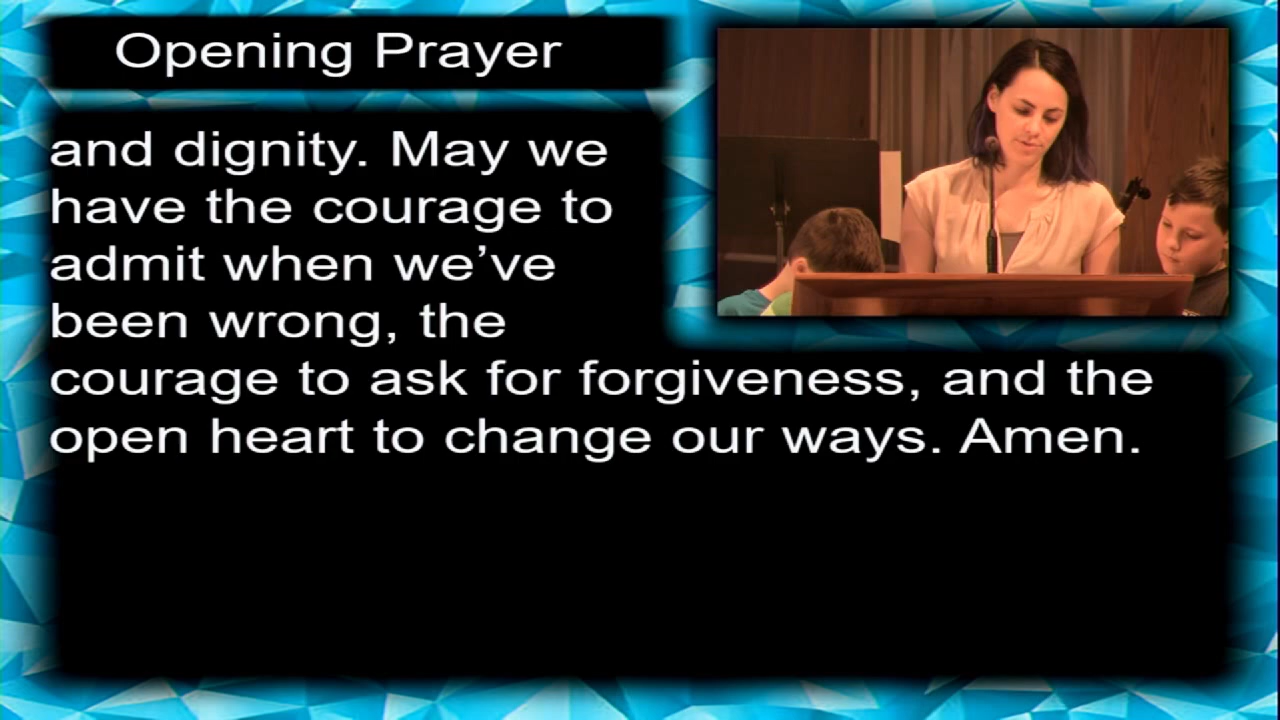 Opening Prayer
and dignity. May we
have the courage to
admit when we’ve
been wrong, the
courage to ask for forgiveness, and the
open heart to change our ways. Amen.